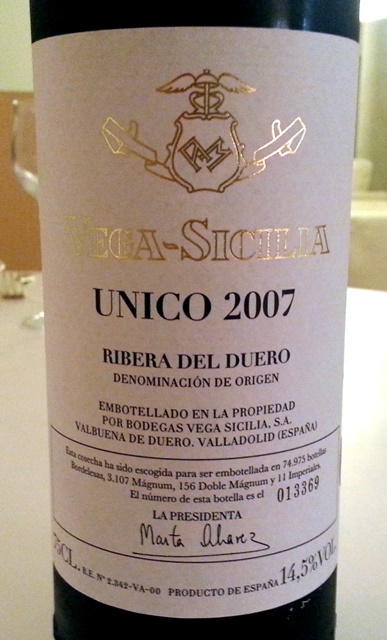 VEGA-SICILIA
UNICO 2007
RIBERA DEL DUERO
DENOMINACIÓN DE ORIGEN
EMBOTELLADO EN LA PROPIEDAD
POR BODEGAS VEGA SICILIA, S.A.
VALBUENA DE DUERO. VALLADOLID (ESPAÑA)
Esta cosecha ha sido escogida para ser embotellada en 74.975 botellas
Bordelesas, 3.107 Mágnum, 156 Doble Mágnum y 11 Imperiales.
El número de esta botella es el 013369
LA PRESIDENTA
Marta Alvarez
75CL. R.E. Nº 2.342-VA-00 PRODUCTO DE ESPAÑA 14,5%VOL.